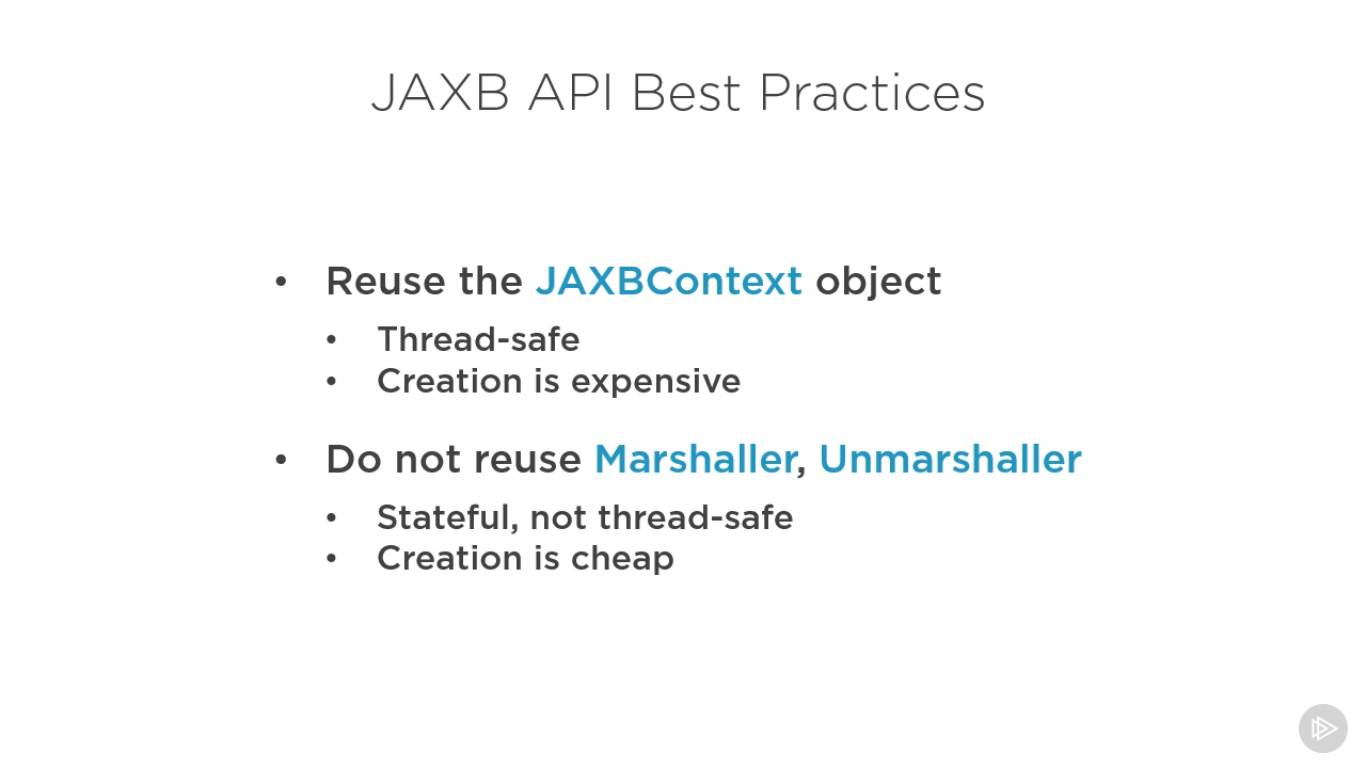 JAXB API Best Practices
• Reuse the JAXBContext object
• Thread-safe
• Creation is expensive
• Do not reuse Marshaller, Unmarshaller
• Stateful, not thread-safe
• Creation is cheap